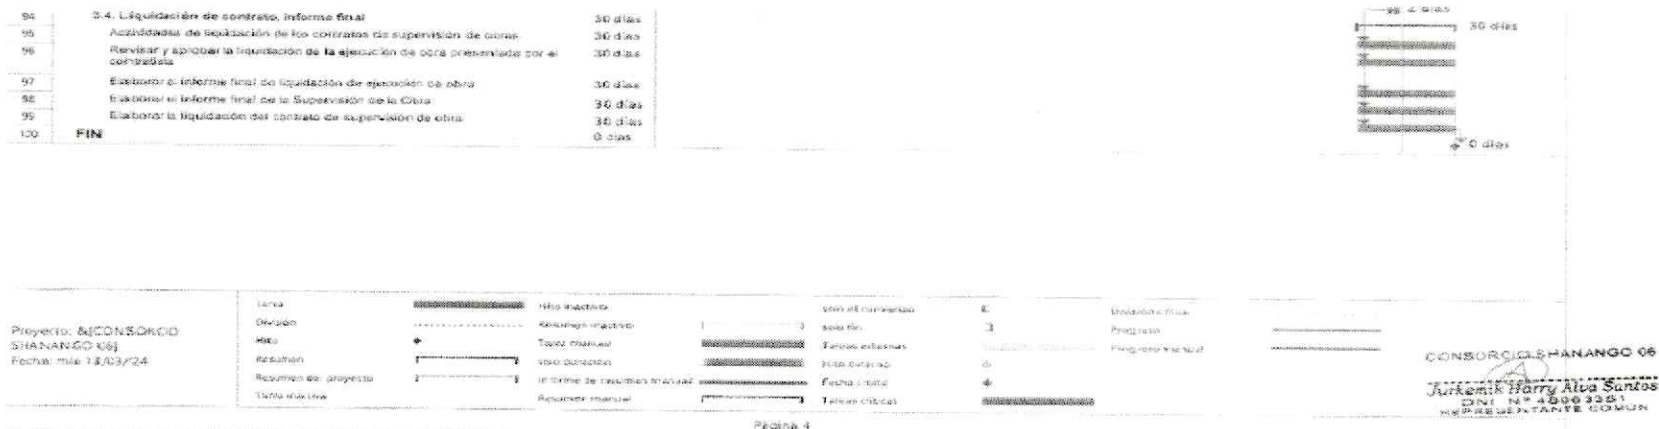 94 3.4. Liquidación de contrato, informe final 30 días
2 días
30 días
95 Actividades de liquidación de los contratos de supervisión de obras 30 días
96 Revisar y aprobar la liquidación de la ejecución de obra presentada por el 30 días
contratista
97 Elaborar el informe final de liquidación de ejecución de obra 30 días
98 Elaborar el informe final de la Supervisión de la Obra 30 días
99 Elaborar la liquidación del contrato de supervisión de obra 30 días
100 FIN 0 días
0 días
Proyecto: &[CONSORCIO
SHANANGO 06]
Fecha: mié 13/03/24
Tarea
División
Hito
Resumen
Resumen del proyecto
Tarea inactiva
Hito inactivo
Resumen inactivo
Tarea manual
solo duración
Informe de resumen manual
Resumen manual
solo el comienzo
solo fin
Tareas externas
Hito externo
Fecha límite
Tareas críticas
División crítica
Progreso
Progreso manual
CONSORCIO SHANANGO 06
Jurkemik Harry Alva Santos
DNI N°
REPRESENTANTE COMUN
Página 4